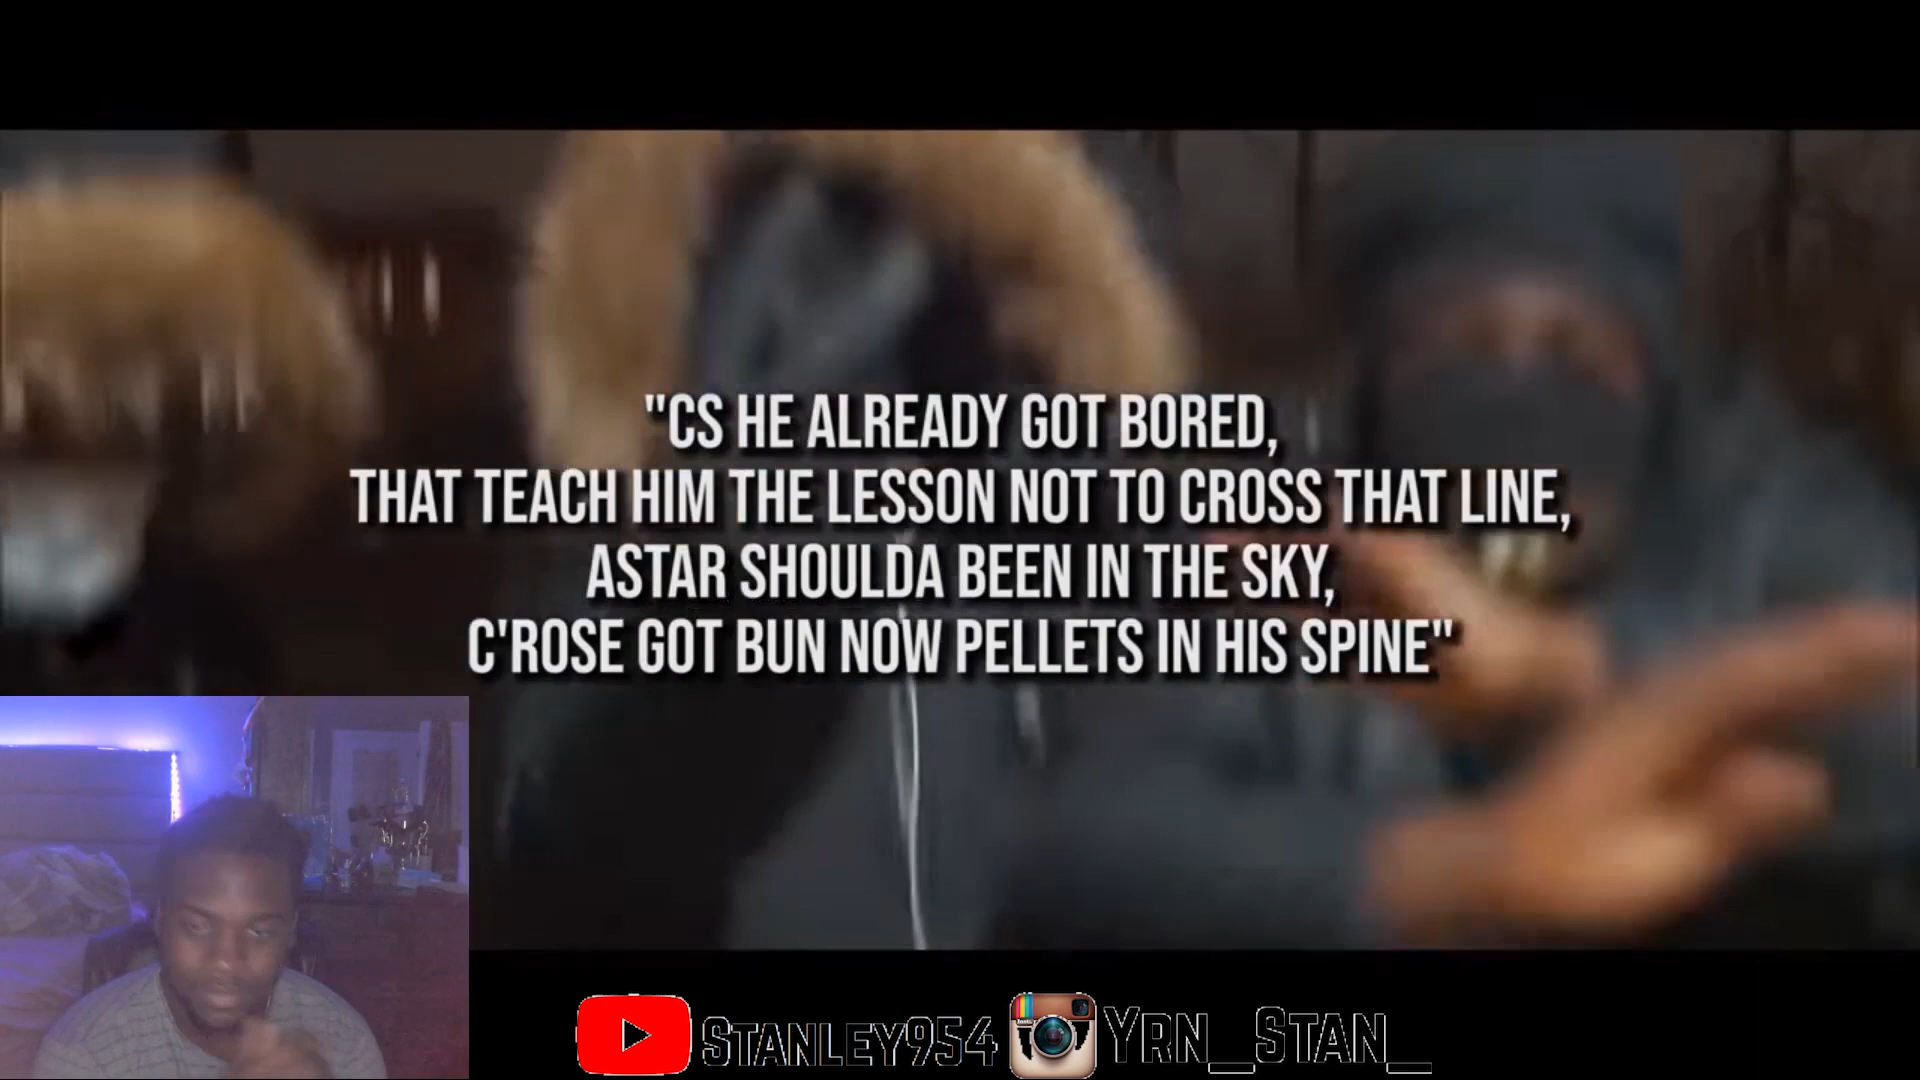 "CS HE ALREADY GOT BORED,
THAT TEACH HIM THE LESSON NOT TO CROSS THAT LINE,
ASTAR SHOULDA BEEN IN THE SKY,
C'ROSE GOT BUN NOW PELLETS IN HIS SPINE"
STANLEY954 YRN_STAN_